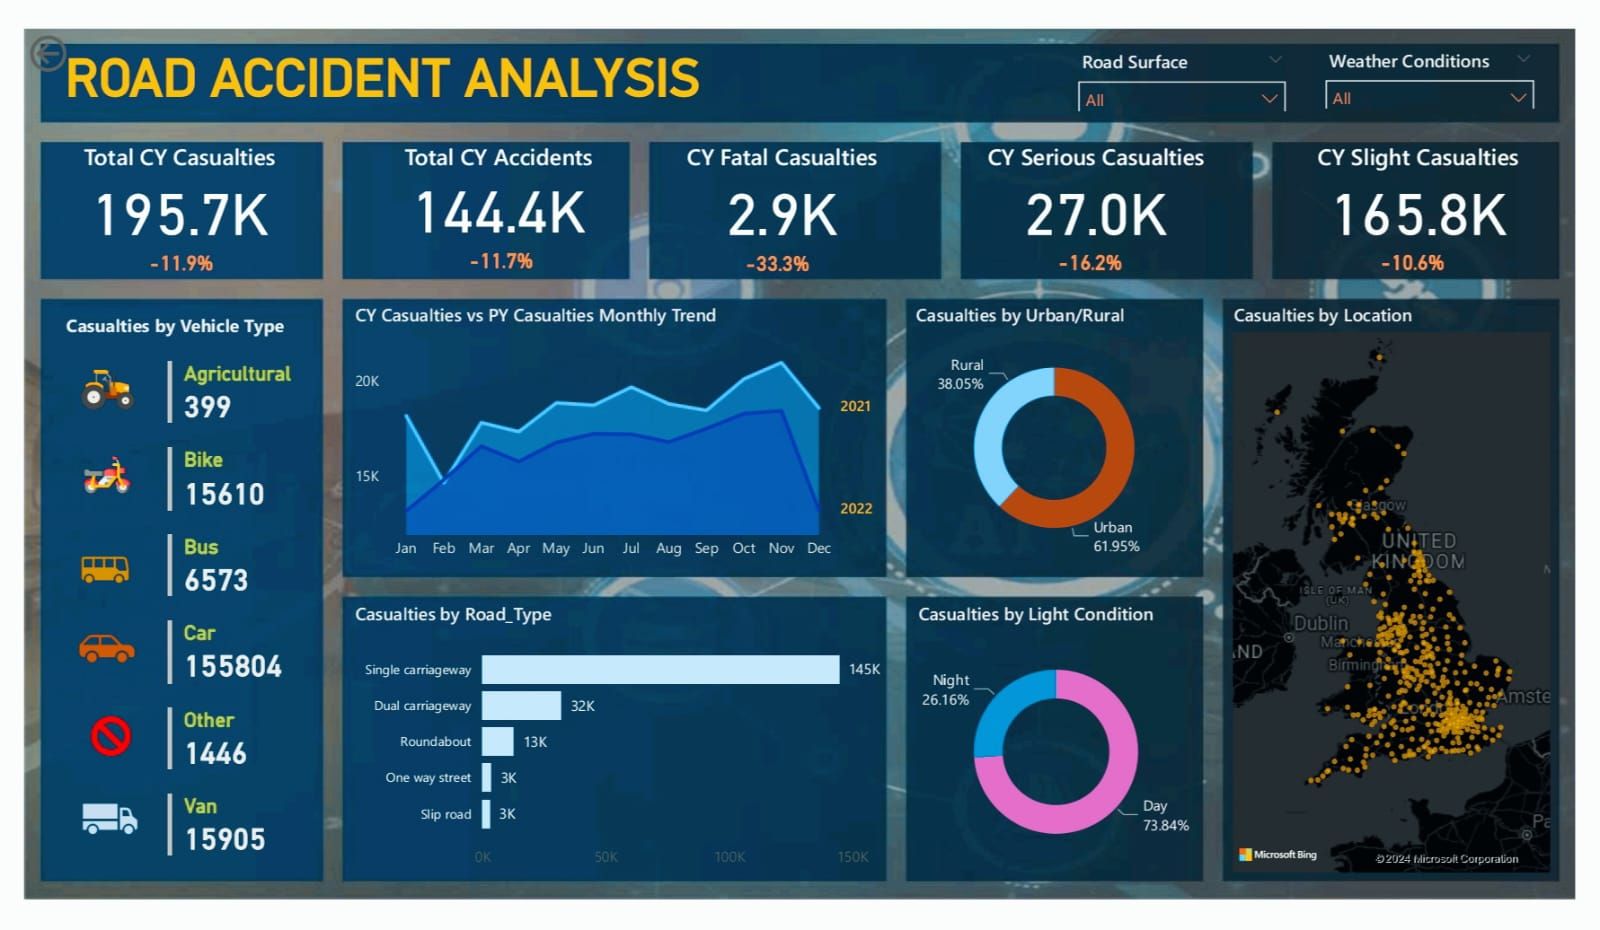 ROAD ACCIDENT ANALYSIS
Road Surface
All
Weather Conditions
All
Total CY Casualties
195.7K
-11.9%
Total CY Accidents
144.4K
-11.7%
CY Fatal Casualties
2.9K
-33.3%
CY Serious Casualties
27.0K
-16.2%
CY Slight Casualties
165.8K
-10.6%
Casualties by Vehicle Type
Agricultural
399
Bike
15610
Bus
6573
Car
155804
Other
1446
Van
15905
CY Casualties vs PY Casualties Monthly Trend
20K
15K
2021
2022
Jan Feb Mar Apr May Jun Jul Aug Sep Oct Nov Dec
Casualties by Road_Type
Single carriageway 145K
Dual carriageway 32K
Roundabout 13K
One way street 3K
Slip road 3K
0K 50K 100K 150K
Casualties by Urban/Rural
Rural
38.05%
Urban
61.95%
Casualties by Light Condition
Night
26.16%
Day
73.84%
Casualties by Location
Glasgow
UNITED
KINGDOM
ISLE OF MAN
(UK)
Dublin
Birmingham
Amste
Microsoft Bing
©2024 Microsoft Corporation